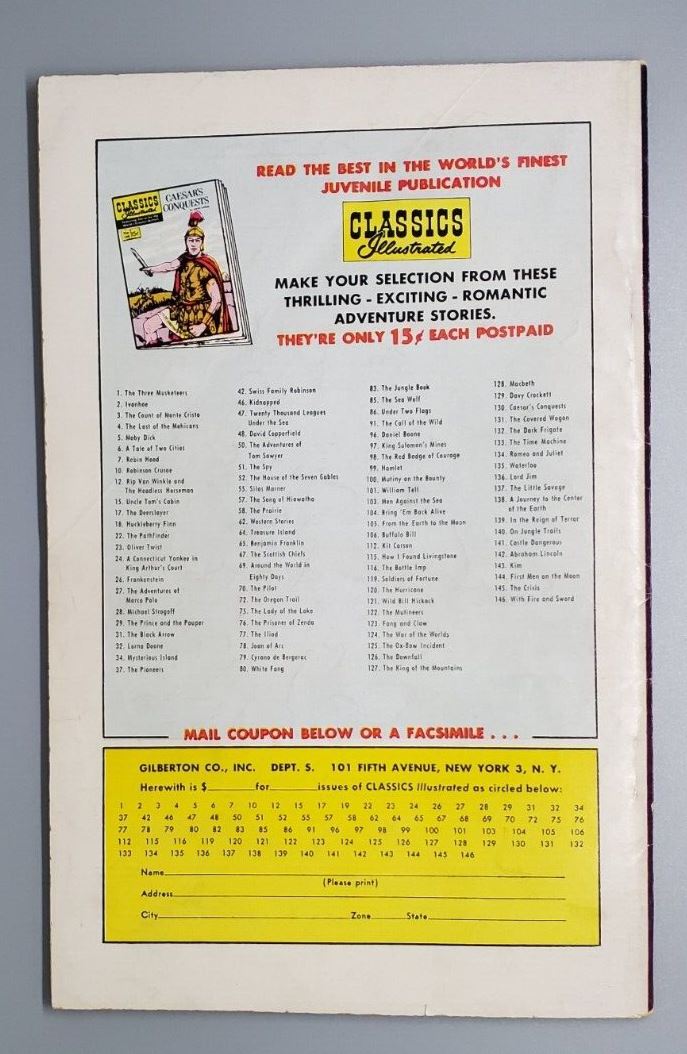 READ THE BEST IN THE WORLD'S FINEST
JUVENILE PUBLICATION
CLASSICS
Illustrated
CAESAR'S
CONQUESTS
CLASSICS
Illustrated
MAKE YOUR SELECTION FROM THESE
THRILLING - EXCITING - ROMANTIC
ADVENTURE STORIES.
THEY'RE ONLY 15¢ EACH POSTPAID
1. The Three Musketeers
2. Ivanhoe
3. The Count of Monte Cristo
4. The Last of the Mohicans
5. Moby Dick
6. A Tale of Two Cities
7. Robin Hood
10. Robinson Crusoe
12. Rip Van Winkle and
The Headless Horseman
15. Uncle Tom's Cabin
17. The Deerslayer
18. Huckleberry Finn
22. The Pathfinder
23. Oliver Twist
24. A Connecticut Yankee in
King Arthur's Court
26. Frankenstein
27. The Adventures of
Marco Polo
28. Michael Strogoff
29. The Prince and the Pauper
31. The Black Arrow
32. Lorna Doone
34. Mysterious Island
37. The Pioneers
42. Swiss Family Robinson
46. Kidnapped
47. Twenty Thousand Leagues
Under the Sea
48. David Copperfield
50. The Adventures of
Tom Sawyer
51. The Spy
52. The House of the Seven Gables
55. Silas Marner
57. The Song of Hiawatha
58. The Prairie
62. Western Stories
64. Treasure Island
65. Benjamin Franklin
67. The Scottish Chiefs
69. Around the World in
Eighty Days
70. The Pilot
72. The Oregon Trail
75. The Lady of the Lake
76. The Prisoner of Zenda
77. The Iliad
78. Joan of Arc
79. Cyrano de Bergerac
80. White Fang
83. The Jungle Book
85. The Sea Wolf
86. Under Two Flags
91. The Call of the Wild
96. Daniel Boone
97. King Solomon's Mines
98. The Red Badge of Courage
99. Hamlet
100. Mutiny on the Bounty
101. William Tell
103. Men Against the Sea
104. Bring 'Em Back Alive
105. From the Earth to the Moon
106. Buffalo Bill
112. Kit Carson
115. How I Found Livingstone
116. The Bottle Imp
119. Soldiers of Fortune
120. The Hurricane
121. Wild Bill Hickock
122. The Mutineers
123. Fang and Claw
124. The War of the Worlds
125. The Ox-Bow Incident
126. The Downfall
127. The King of the Mountains
128. Macbeth
129. Davy Crockett
130. Caesar's Conquests
131. The Covered Wagon
132. The Dark Frigate
133. The Time Machine
134. Romeo and Juliet
135. Waterloo
136. Lord Jim
137. The Little Savage
138. A Journey to the Center
of the Earth
139. In the Reign of Terror
140. On Jungle Trails
141. Castle Dangerous
142. Abraham Lincoln
143. Kim
144. First Men on the Moon
145. The Crisis
146. With Fire and Sword
MAIL COUPON BELOW OR A FACSIMILE . . .
GILBERTON CO., INC. DEPT. S. 101 FIFTH AVENUE, NEW YORK 3, N. Y.
Herewith is $ for issues of CLASSICS Illustrated as circled below:
1 2 3 4 5 6 7 10 12 15 17 18 22 23 24 26 27 28 29 31 32 34
37 42 46 47 48 50 51 52 55 57 58 62 64 65 67 68 69 70 72 75 76
77 78 79 80 82 83 85 86 91 96 97 98 99 100 101 103 104 105 106
112 115 116 119 120 121 122 123 124 125 126 127 128 129 130 131 132
133 134 135 136 137 138 139 140 141 142 143 144 145 146
Name
(Please print)
Address
City Zone State